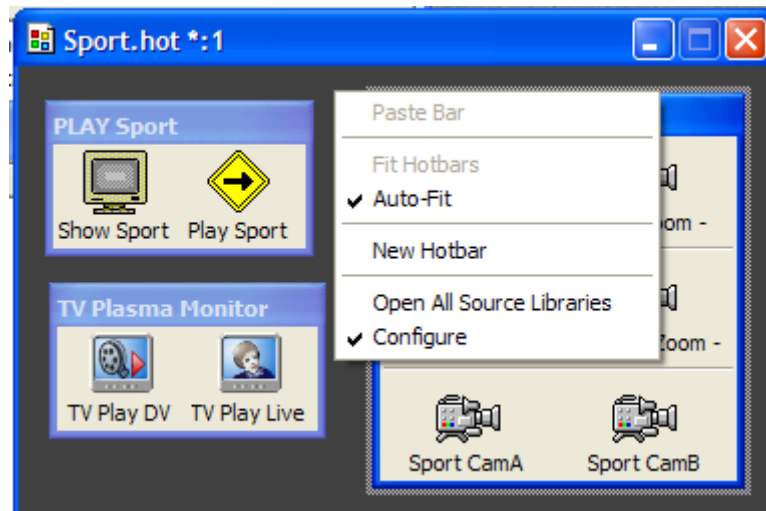 Sport.hot *:1
PLAY Sport
Show Sport Play Sport
TV Plasma Monitor
TV Play DV TV Play Live
Paste Bar
Fit Hotbars
Auto-Fit
New Hotbar
Open All Source Libraries
Configure
Zoom -
Sport CamA Sport CamB